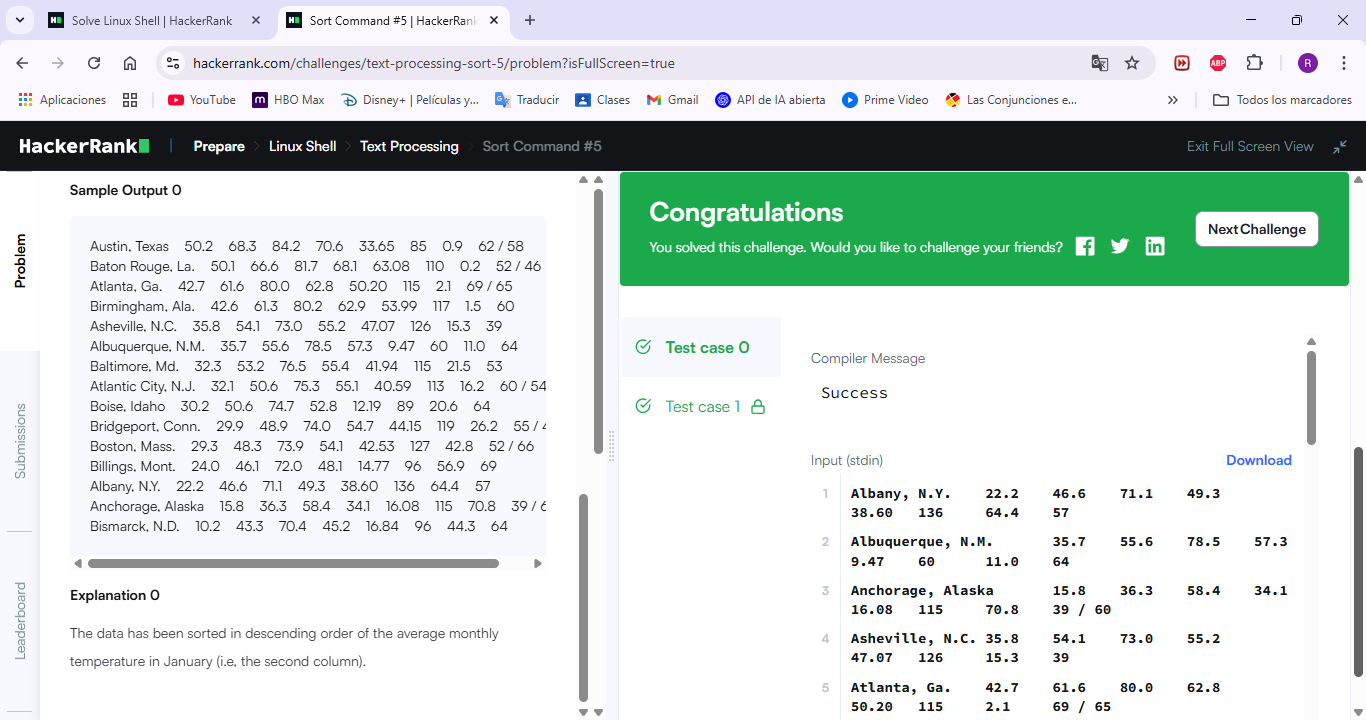 Solve Linux Shell | HackerRank
Sort Command #5 | HackerRank
hackerrank.com/challenges/text-processing-sort-5/problem?isFullScreen=true
ABP
R
Aplicaciones
YouTube
HBO Max
Disney+ | Películas y...
Traducir
Clases
Gmail
API de IA abierta
Prime Video
Las Conjunciones e...
Todos los marcadores
HackerRank
Prepare
Linux Shell
Text Processing
Sort Command #5
Exit Full Screen View
Problem
Submissions
Leaderboard
Sample Output 0
Austin, Texas 50.2 68.3 84.2 70.6 33.65 85 0.9 62 / 58
Baton Rouge, La. 50.1 66.6 81.7 68.1 63.08 110 0.2 52 / 46
Atlanta, Ga. 42.7 61.6 80.0 62.8 50.20 115 2.1 69 / 65
Birmingham, Ala. 42.6 61.3 80.2 62.9 53.99 117 1.5 60
Asheville, N.C. 35.8 54.1 73.0 55.2 47.07 126 15.3 39
Albuquerque, N.M. 35.7 55.6 78.5 57.3 9.47 60 11.0 64
Baltimore, Md. 32.3 53.2 76.5 55.4 41.94 115 21.5 53
Atlantic City, N.J. 32.1 50.6 75.3 55.1 40.59 113 16.2 60 / 54
Boise, Idaho 30.2 50.6 74.7 52.8 12.19 89 20.6 64
Bridgeport, Conn. 29.9 48.9 74.0 54.7 44.15 119 26.2 55 /
Boston, Mass. 29.3 48.3 73.9 54.1 42.53 127 42.8 52 / 66
Billings, Mont. 24.0 46.1 72.0 48.1 14.77 96 56.9 69
Albany, N.Y. 22.2 46.6 71.1 49.3 38.60 136 64.4 57
Anchorage, Alaska 15.8 36.3 58.4 34.1 16.08 115 70.8 39 /
Bismarck, N.D. 10.2 43.3 70.4 45.2 16.84 96 44.3 64
Explanation 0
The data has been sorted in descending order of the average monthly
temperature in January (i.e, the second column).
Congratulations
You solved this challenge. Would you like to challenge your friends?
Next Challenge
Test case 0
Test case 1
Compiler Message
Success
Input (stdin)
Download
1 Albany, N.Y. 22.2 46.6 71.1 49.3
38.60 136 64.4 57
2 Albuquerque, N.M. 35.7 55.6 78.5 57.3
9.47 60 11.0 64
3 Anchorage, Alaska 15.8 36.3 58.4 34.1
16.08 115 70.8 39 / 60
4 Asheville, N.C. 35.8 54.1 73.0 55.2
47.07 126 15.3 39
5 Atlanta, Ga. 42.7 61.6 80.0 62.8
50.20 115 2.1 69 / 65